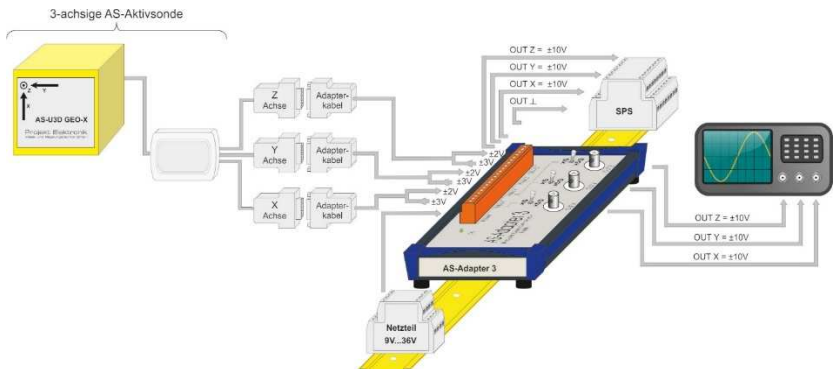 3-achsige AS-Aktivsonde
Z
Y
X
AS-U3D GEO-X
Projekt Elektronik
Z
Achse
Adapter-
kabel
Y
Achse
Adapter-
kabel
X
Achse
Adapter-
kabel
±2V
±3V
±2V
±3V
±2V
±3V
OUT Z = ±10V
OUT Y = ±10V
OUT X = ±10V
OUT ⊥
SPS
AS-Adapter3
AS-Adapter 3
Netzteil
9V...36V
OUT Z = ±10V
OUT Y = ±10V
OUT X = ±10V